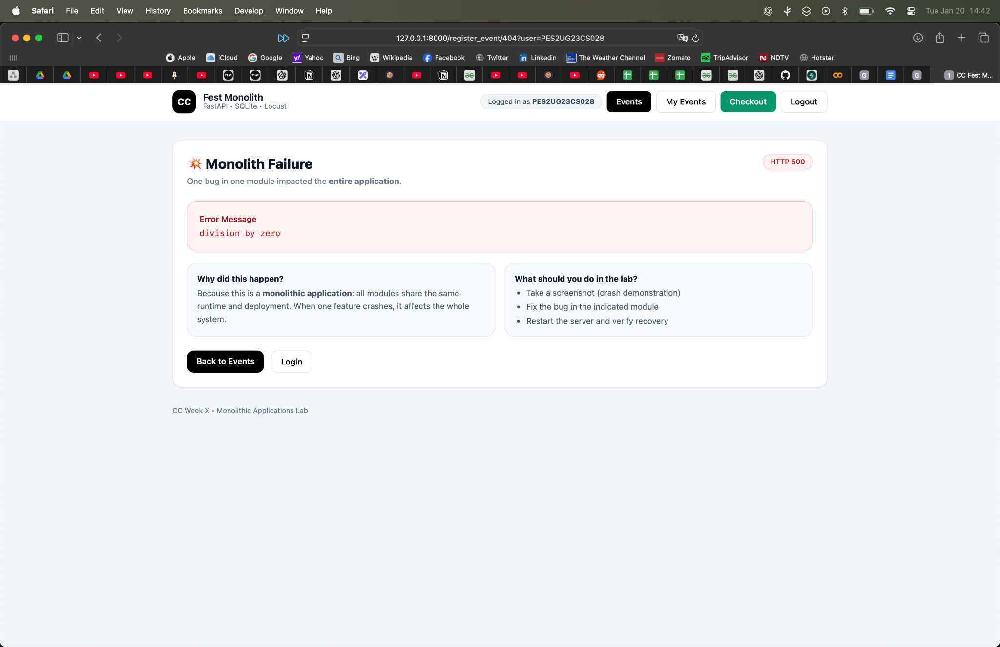 Safari File Edit View History Bookmarks Develop Window Help Tue Jan 20 14:42
127.0.0.1:8000/register_event/404?user=PES2UG23CS028
Apple iCloud Google Yahoo Bing Wikipedia Facebook Twitter Linkedin The Weather Channel Zomato TripAdvisor NDTV Hotstar
1 CC Fest M...
CC Fest Monolith
FastAPI • SQLite • Locust
Logged in as PES2UG23CS028 Events My Events Checkout Logout
Monolith Failure
HTTP 500
One bug in one module impacted the entire application.
Error Message
division by zero
Why did this happen?
Because this is a monolithic application: all modules share the same
runtime and deployment. When one feature crashes, it affects the whole
system.
What should you do in the lab?
• Take a screenshot (crash demonstration)
• Fix the bug in the indicated module
• Restart the server and verify recovery
Back to Events Login
CC Week X • Monolithic Applications Lab